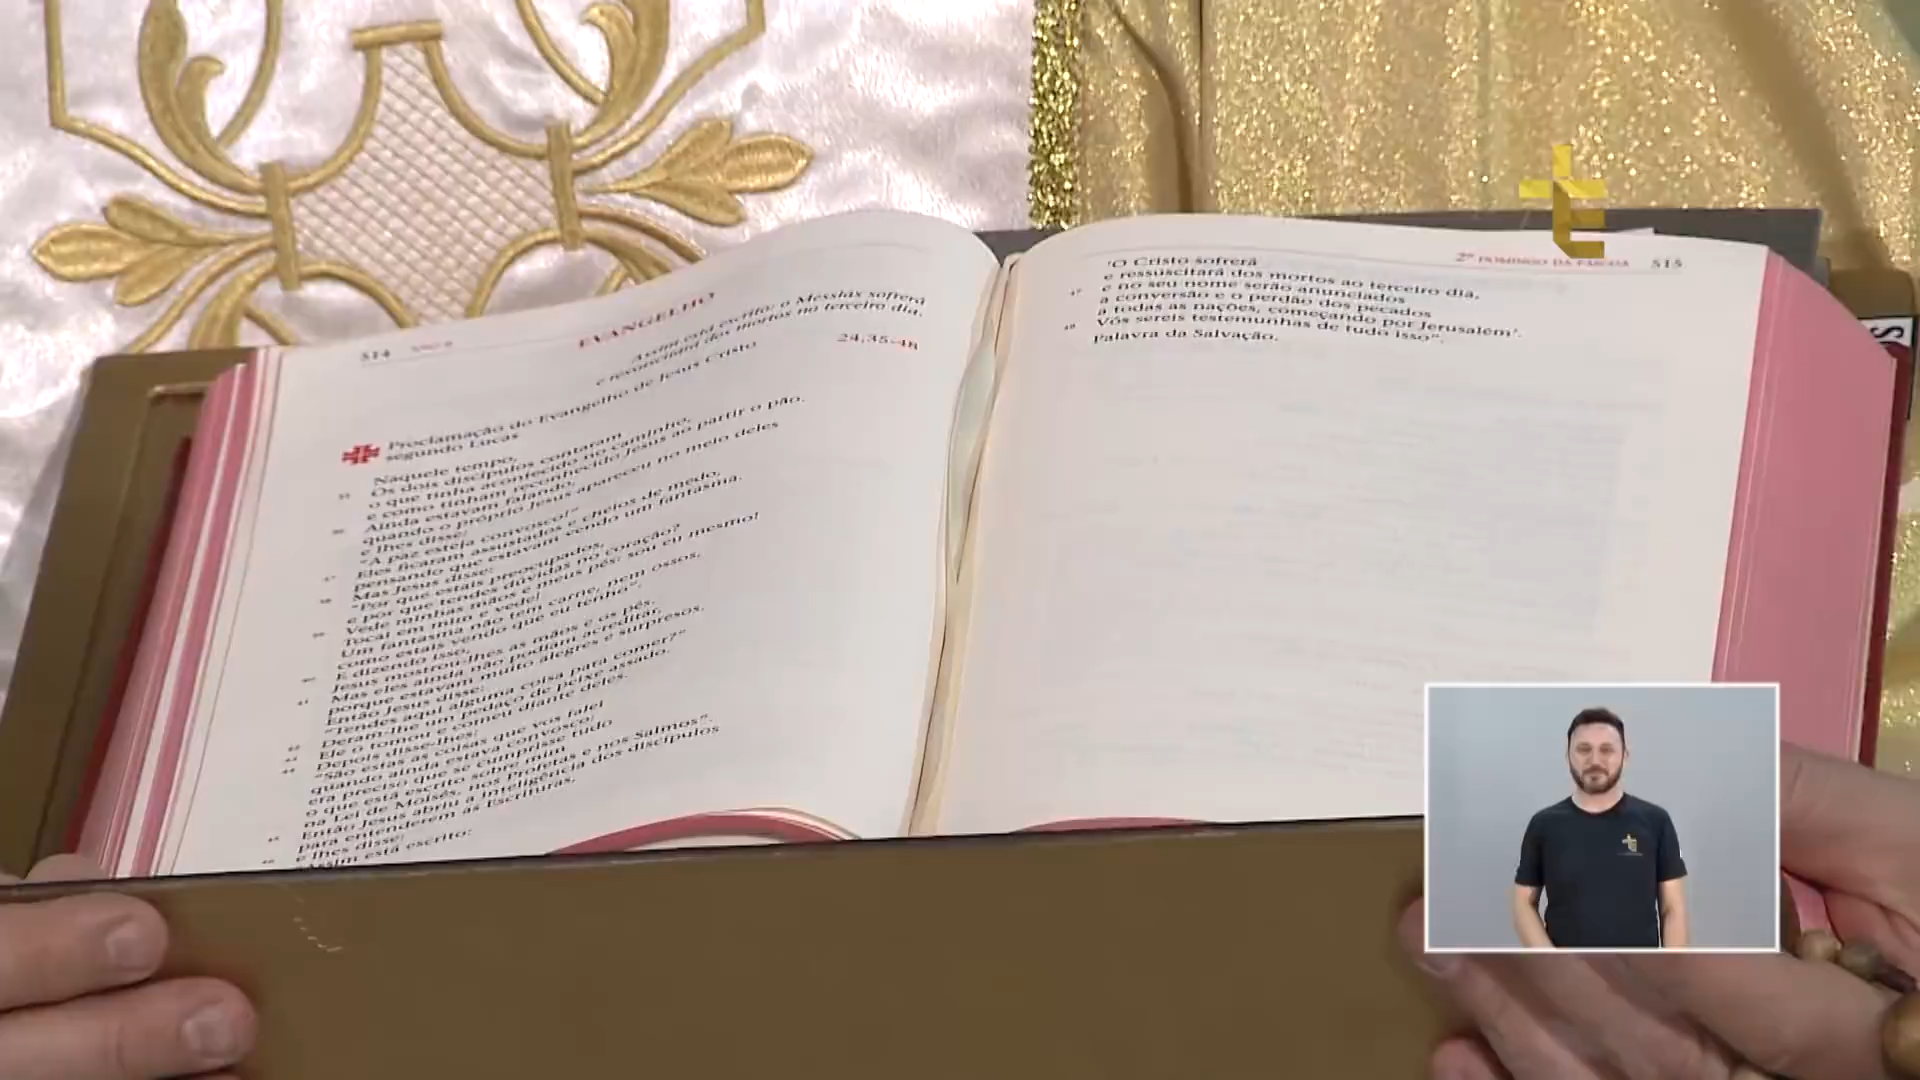 514 ANO B
EVANGELHO
Assim está escrito: o Messias sofrerá
e ressuscitará dos mortos no terceiro dia.
24,35-48
Proclamação do Evangelho de Jesus Cristo
segundo Lucas
Naquele tempo,
Os dois discípulos contaram
o que tinha acontecido no caminho,
e como tinham reconhecido Jesus ao partir o pão.
Ainda estavam falando,
quando o próprio Jesus apareceu no meio deles
e lhes disse:
“A paz esteja convosco!”
Eles ficaram assustados e cheios de medo,
pensando que estavam vendo um fantasma.
Mas Jesus disse:
“Por que estais preocupados,
e por que tendes dúvidas no coração?
Vede minhas mãos e meus pés: sou eu mesmo!
Tocai em mim e vede!
Um fantasma não tem carne, nem ossos,
como estais vendo que eu tenho”.
E dizendo isso,
Jesus mostrou-lhes as mãos e os pés.
Mas eles ainda não podiam acreditar,
porque estavam muito alegres e surpresos.
Então Jesus disse:
“Tendes aqui alguma coisa para comer?”
Deram-lhe um pedaço de peixe assado.
Ele o tomou e comeu diante deles.
Depois disse-lhes:
“São estas as coisas que vos falei
quando ainda estava convosco:
era preciso que se cumprisse tudo
o que está escrito sobre mim
na Lei de Moisés, nos Profetas e nos Salmos”.
Então Jesus abriu a inteligência dos discípulos
para entenderem as Escrituras,
e lhes disse:
“Assim está escrito:
2º DOMINGO DA PÁSCOA 515
‘O Cristo sofrerá
e ressuscitará dos mortos ao terceiro dia,
47 e no seu nome serão anunciados
a conversão e o perdão dos pecados
a todas as nações, começando por Jerusalém’.
48 Vós sereis testemunhas de tudo isso”.
Palavra da Salvação.